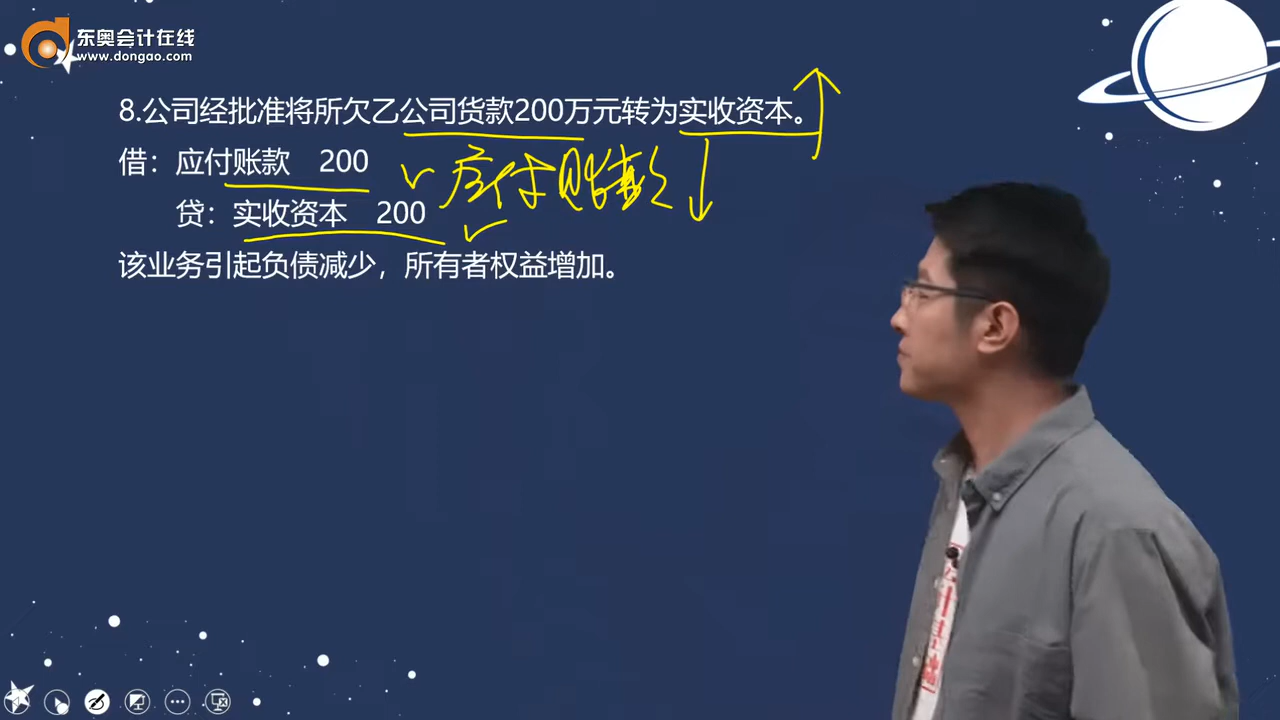 东奥会计在线
www.dongao.com
8.公司经批准将所欠乙公司货款200万元转为实收资本。
借：应付账款 200
应付账款
贷：实收资本 200
该业务引起负债减少，所有者权益增加。